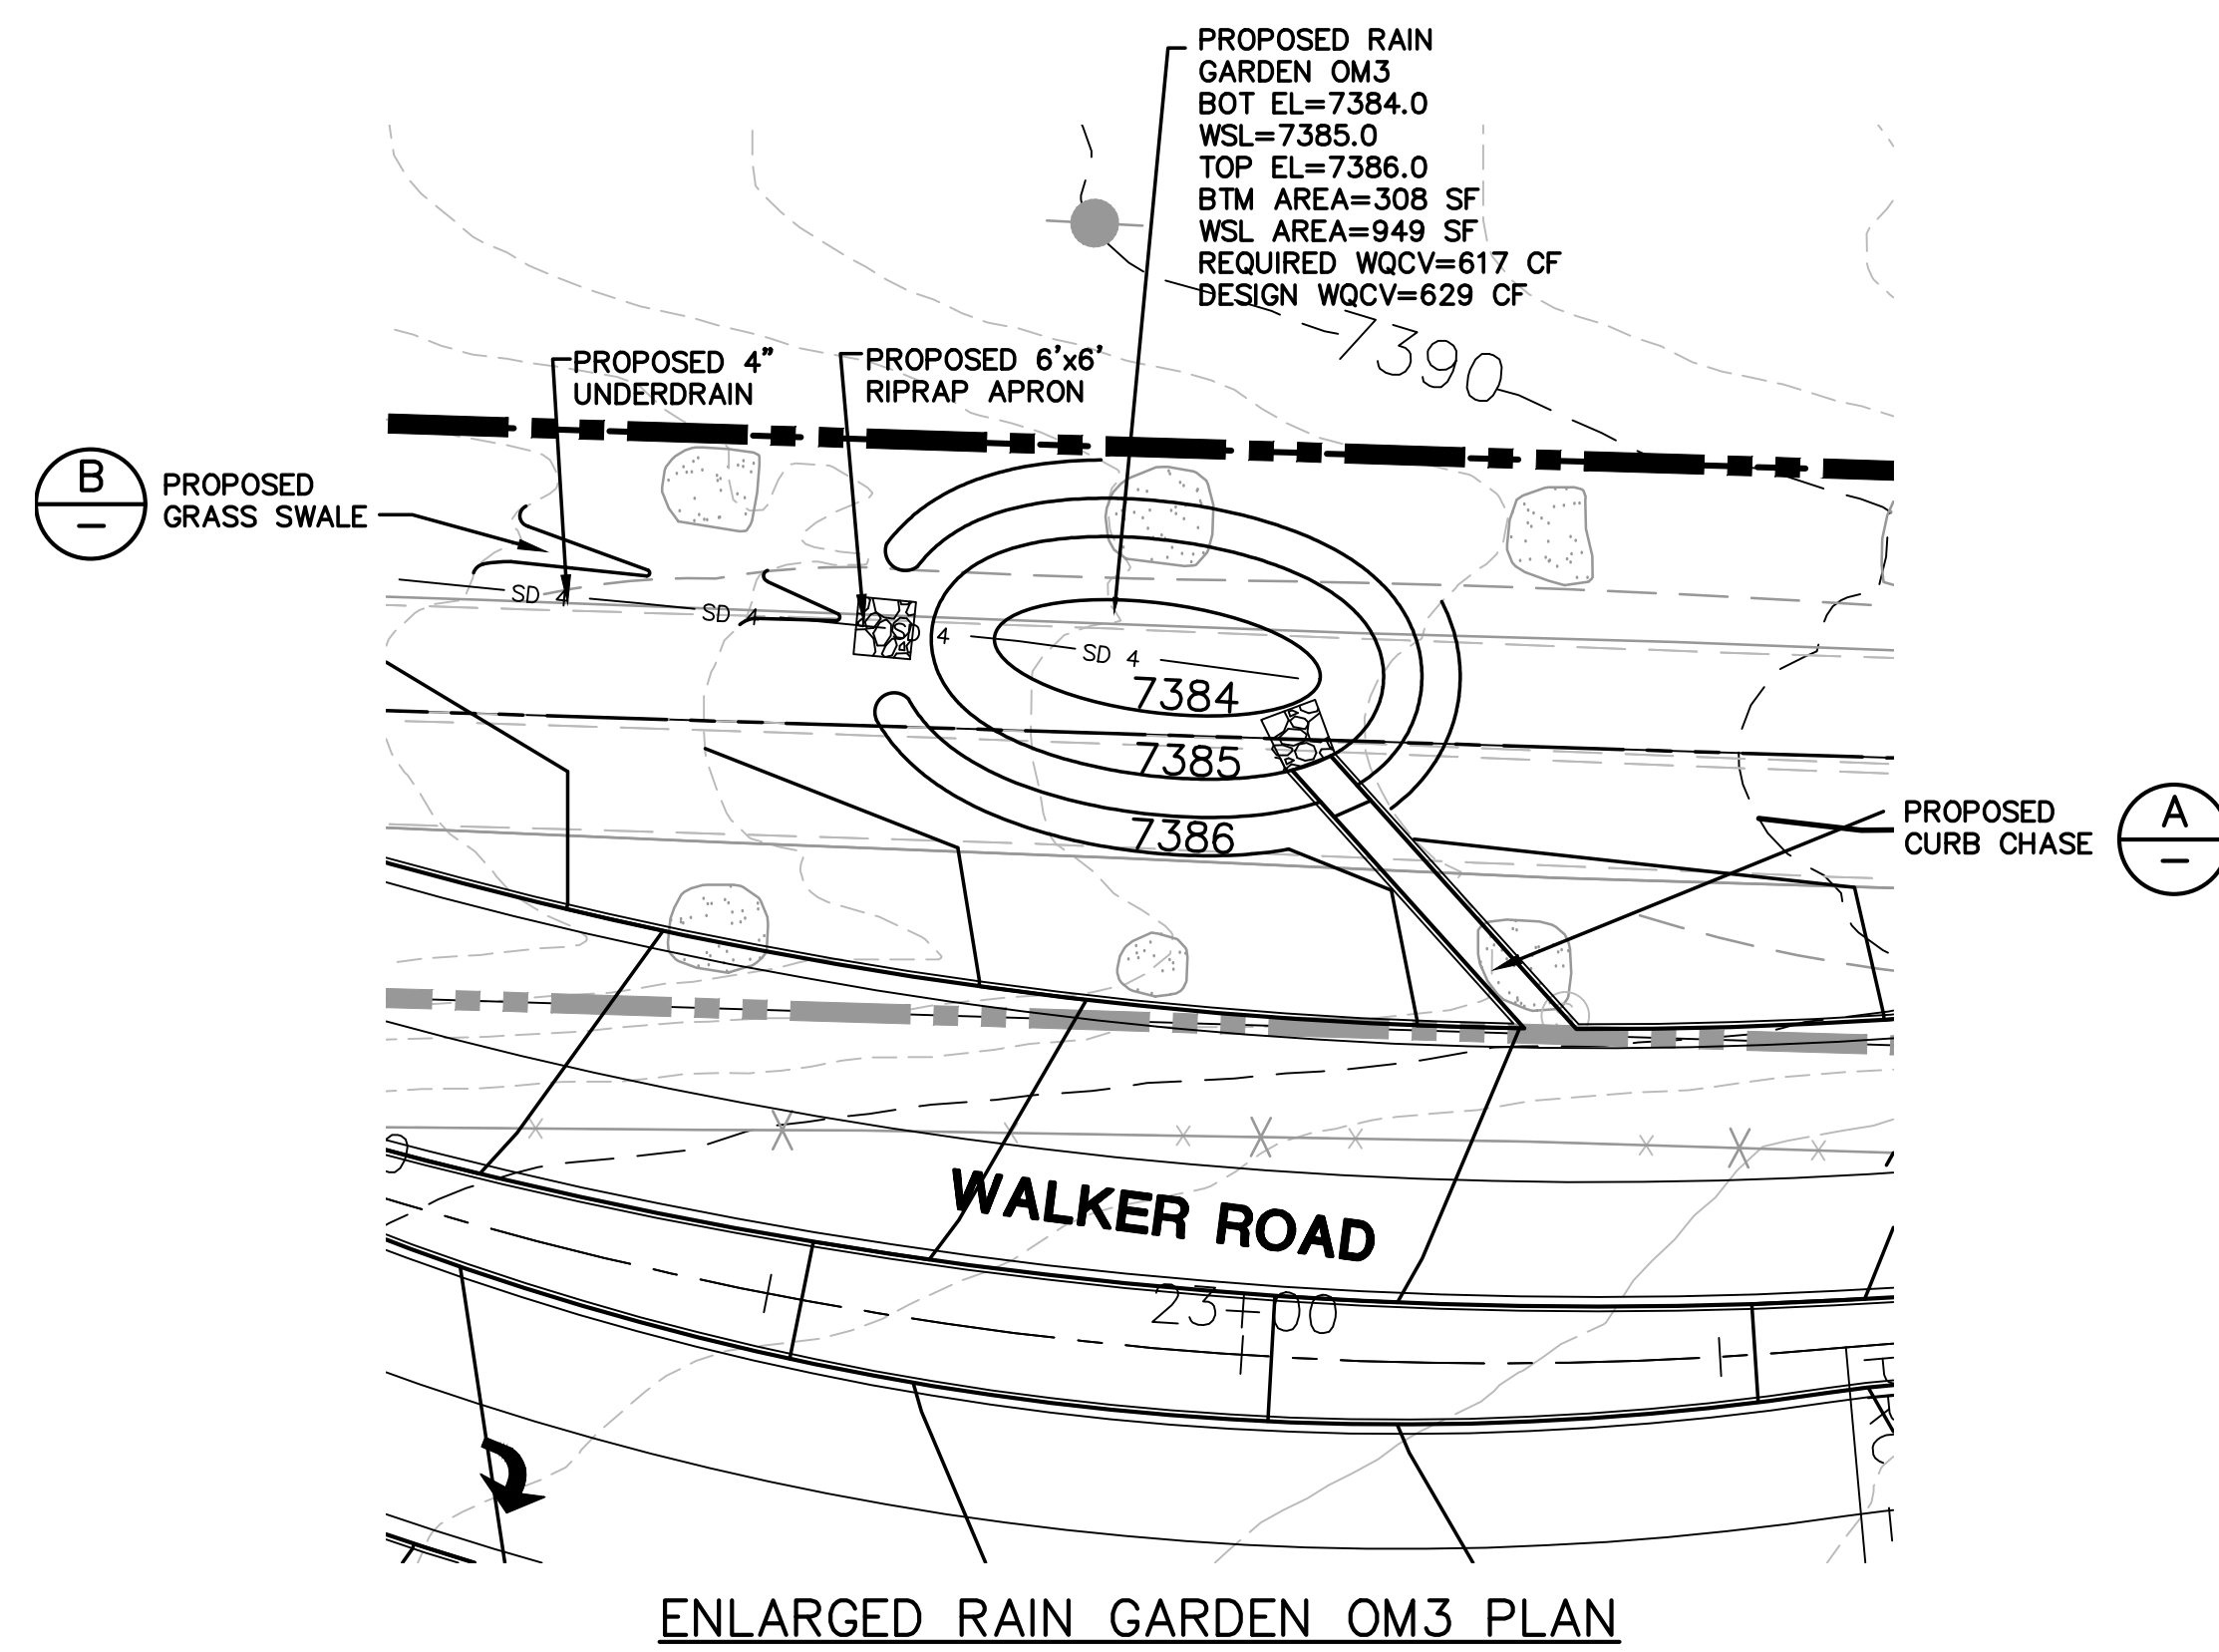 PROPOSED RAIN
GARDEN OM3
BOT EL=7384.0
WSL=7385.0
TOP EL=7386.0
BTM AREA=308 SF
WSL AREA=949 SF
REQUIRED WQCV=617 CF
DESIGN WQCV=629 CF
7390
PROPOSED 4"
UNDERDRAIN
PROPOSED 6'x6'
RIPRAP APRON
B
–
PROPOSED
GRASS SWALE
SD 4
SD 4
SD 4
SD 4
7384
7385
7386
PROPOSED
CURB CHASE
A
–
WALKER ROAD
23+00
ENLARGED RAIN GARDEN OM3 PLAN